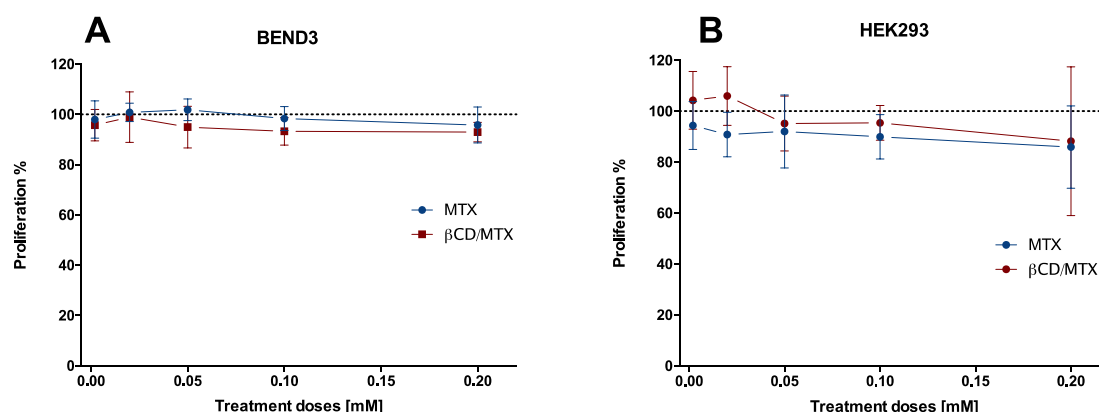 A
BEND3
120
100
80
60
40
20
0
Proliferation %
0.00 0.05 0.10 0.15 0.20
Treatment doses [mM]
MTX
βCD/MTX
B
HEK293
120
100
80
60
40
20
0
Proliferation %
0.00 0.05 0.10 0.15 0.20
Treatment doses [mM]
MTX
βCD/MTX